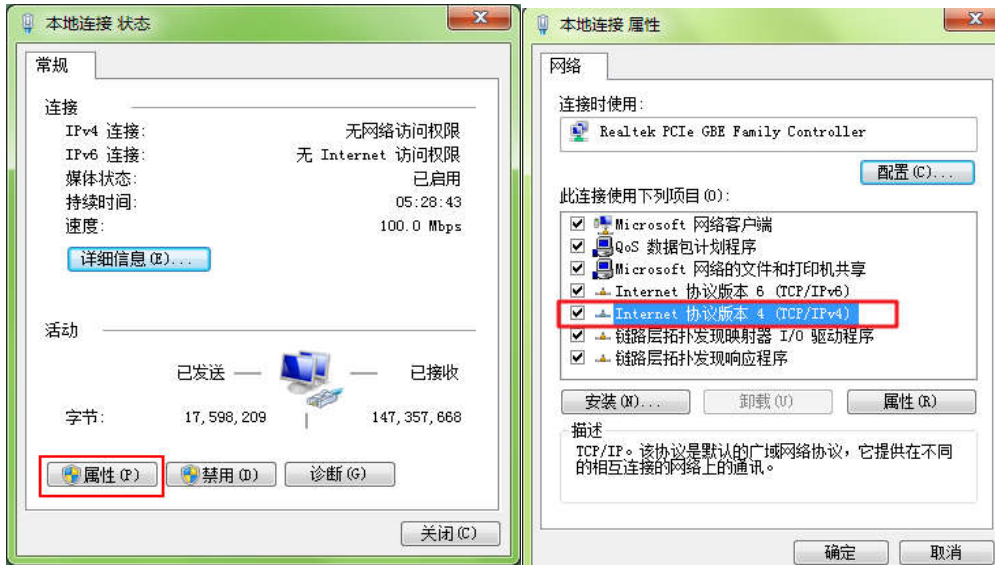 本地连接 状态
常规
连接
IPv4 连接: 无网络访问权限
IPv6 连接: 无 Internet 访问权限
媒体状态: 已启用
持续时间: 05:28:43
速度: 100.0 Mbps
详细信息(E)...
活动
已发送 — — 已接收
字节: 17,598,209 | 147,357,668
属性(P) 禁用(D) 诊断(G)
关闭(C)
本地连接 属性
网络
连接时使用:
Realtek PCIe GBE Family Controller
配置(C)...
此连接使用下列项目(O):
Microsoft 网络客户端
QoS 数据包计划程序
Microsoft 网络的文件和打印机共享
Internet 协议版本 6 (TCP/IPv6)
Internet 协议版本 4 (TCP/IPv4)
链路层拓扑发现映射器 I/O 驱动程序
链路层拓扑发现响应程序
安装(N)... 卸载(U) 属性(R)
描述
TCP/IP。该协议是默认的广域网络协议，它提供在不同
的相互连接的网络上的通讯。
确定 取消